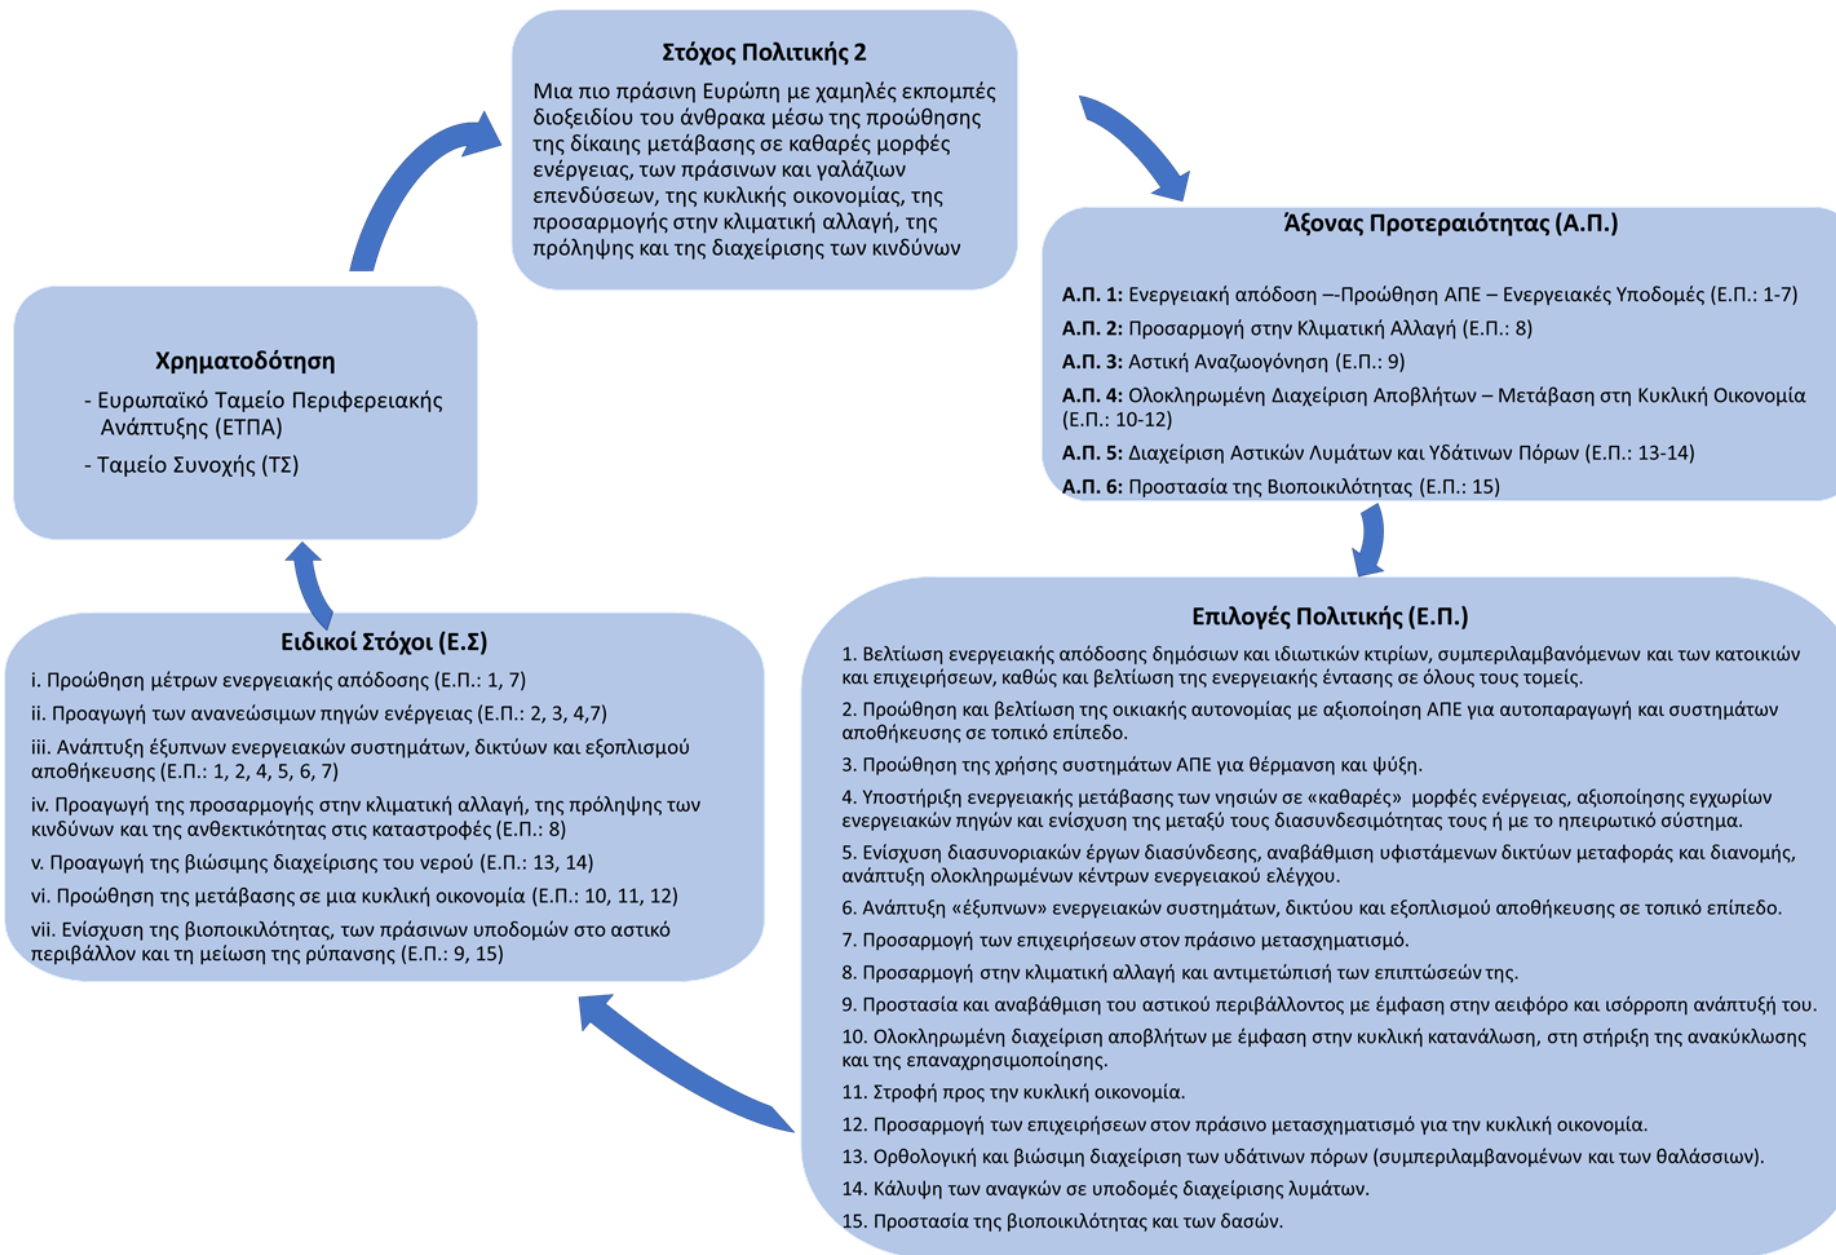 Στόχος Πολιτικής 2
Μια πιο πράσινη Ευρώπη με χαμηλές εκπομπές
διοξειδίου του άνθρακα μέσω της προώθησης
της δίκαιης μετάβασης σε καθαρές μορφές
ενέργειας, των πράσινων και γαλάζιων
επενδύσεων, της κυκλικής οικονομίας, της
προσαρμογής στην κλιματική αλλαγή, της
πρόληψης και της διαχείρισης των κινδύνων
Άξονας Προτεραιότητας (Α.Π.)
Α.Π. 1: Ενεργειακή απόδοση –-Προώθηση ΑΠΕ – Ενεργειακές Υποδομές (Ε.Π.: 1-7)
Α.Π. 2: Προσαρμογή στην Κλιματική Αλλαγή (Ε.Π.: 8)
Α.Π. 3: Αστική Αναζωογόνηση (Ε.Π.: 9)
Α.Π. 4: Ολοκληρωμένη Διαχείριση Αποβλήτων – Μετάβαση στη Κυκλική Οικονομία
(Ε.Π.: 10-12)
Α.Π. 5: Διαχείριση Αστικών Λυμάτων και Υδάτινων Πόρων (Ε.Π.: 13-14)
Α.Π. 6: Προστασία της Βιοποικιλότητας (Ε.Π.: 15)
Επιλογές Πολιτικής (Ε.Π.)
1. Βελτίωση ενεργειακής απόδοσης δημόσιων και ιδιωτικών κτιρίων, συμπεριλαμβανόμενων και των κατοικιών
και επιχειρήσεων, καθώς και βελτίωση της ενεργειακής έντασης σε όλους τους τομείς.
2. Προώθηση και βελτίωση της οικιακής αυτονομίας με αξιοποίηση ΑΠΕ για αυτοπαραγωγή και συστημάτων
αποθήκευσης σε τοπικό επίπεδο.
3. Προώθηση της χρήσης συστημάτων ΑΠΕ για θέρμανση και ψύξη.
4. Υποστήριξη ενεργειακής μετάβασης των νησιών σε «καθαρές» μορφές ενέργειας, αξιοποίησης εγχωρίων
ενεργειακών πηγών και ενίσχυση της μεταξύ τους διασυνδεσιμότητας τους ή με το ηπειρωτικό σύστημα.
5. Ενίσχυση διασυνοριακών έργων διασύνδεσης, αναβάθμιση υφιστάμενων δικτύων μεταφοράς και διανομής,
ανάπτυξη ολοκληρωμένων κέντρων ενεργειακού ελέγχου.
6. Ανάπτυξη «έξυπνων» ενεργειακών συστημάτων, δικτύου και εξοπλισμού αποθήκευσης σε τοπικό επίπεδο.
7. Προσαρμογή των επιχειρήσεων στον πράσινο μετασχηματισμό.
8. Προσαρμογή στην κλιματική αλλαγή και αντιμετώπισή των επιπτώσεών της.
9. Προστασία και αναβάθμιση του αστικού περιβάλλοντος με έμφαση στην αειφόρο και ισόρροπη ανάπτυξή του.
10. Ολοκληρωμένη διαχείριση αποβλήτων με έμφαση στην κυκλική κατανάλωση, στη στήριξη της ανακύκλωσης
και της επαναχρησιμοποίησης.
11. Στροφή προς την κυκλική οικονομία.
12. Προσαρμογή των επιχειρήσεων στον πράσινο μετασχηματισμό για την κυκλική οικονομία.
13. Ορθολογική και βιώσιμη διαχείριση των υδάτινων πόρων (συμπεριλαμβανομένων και των θαλάσσιων).
14. Κάλυψη των αναγκών σε υποδομές διαχείρισης λυμάτων.
15. Προστασία της βιοποικιλότητας και των δασών.
Ειδικοί Στόχοι (Ε.Σ)
i. Προώθηση μέτρων ενεργειακής απόδοσης (Ε.Π.: 1, 7)
ii. Προαγωγή των ανανεώσιμων πηγών ενέργειας (Ε.Π.: 2, 3, 4,7)
iii. Ανάπτυξη έξυπνων ενεργειακών συστημάτων, δικτύων και εξοπλισμού
αποθήκευσης (Ε.Π.: 1, 2, 4, 5, 6, 7)
iv. Προαγωγή της προσαρμογής στην κλιματική αλλαγή, της πρόληψης των
κινδύνων και της ανθεκτικότητας στις καταστροφές (Ε.Π.: 8)
v. Προαγωγή της βιώσιμης διαχείρισης του νερού (Ε.Π.: 13, 14)
vi. Προώθηση της μετάβασης σε μια κυκλική οικονομία (Ε.Π.: 10, 11, 12)
vii. Ενίσχυση της βιοποικιλότητας, των πράσινων υποδομών στο αστικό
περιβάλλον και τη μείωση της ρύπανσης (Ε.Π.: 9, 15)
Χρηματοδότηση
- Ευρωπαϊκό Ταμείο Περιφερειακής
Ανάπτυξης (ΕΤΠΑ)
- Ταμείο Συνοχής (ΤΣ)